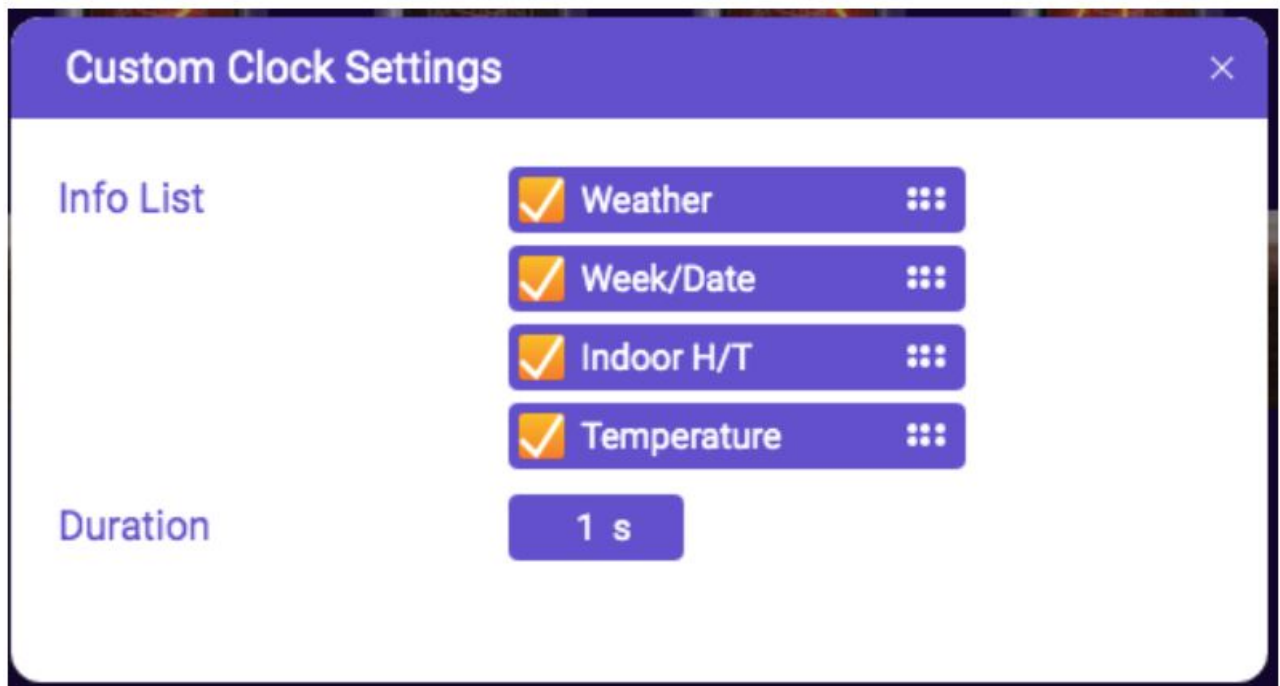 Custom Clock Settings
Info List
Weather
Week/Date
Indoor H/T
Temperature
Duration
1 s